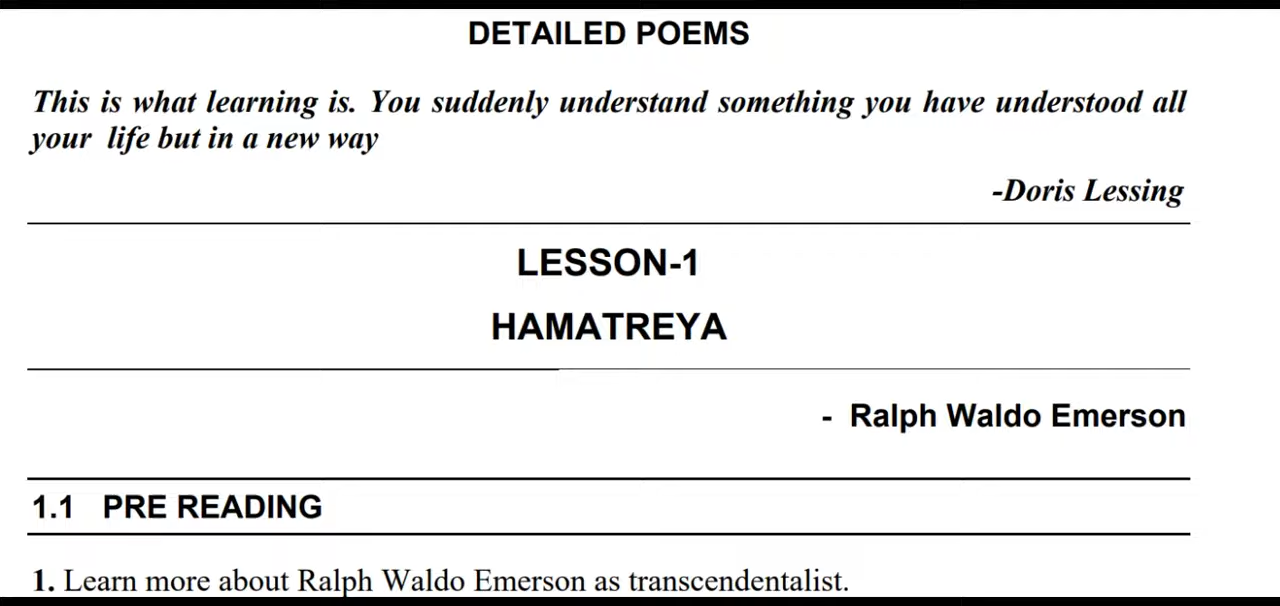 DETAILED POEMS
This is what learning is. You suddenly understand something you have understood all
your life but in a new way
-Doris Lessing
LESSON-1
HAMATREYA
- Ralph Waldo Emerson
1.1 PRE READING
1. Learn more about Ralph Waldo Emerson as transcendentalist.